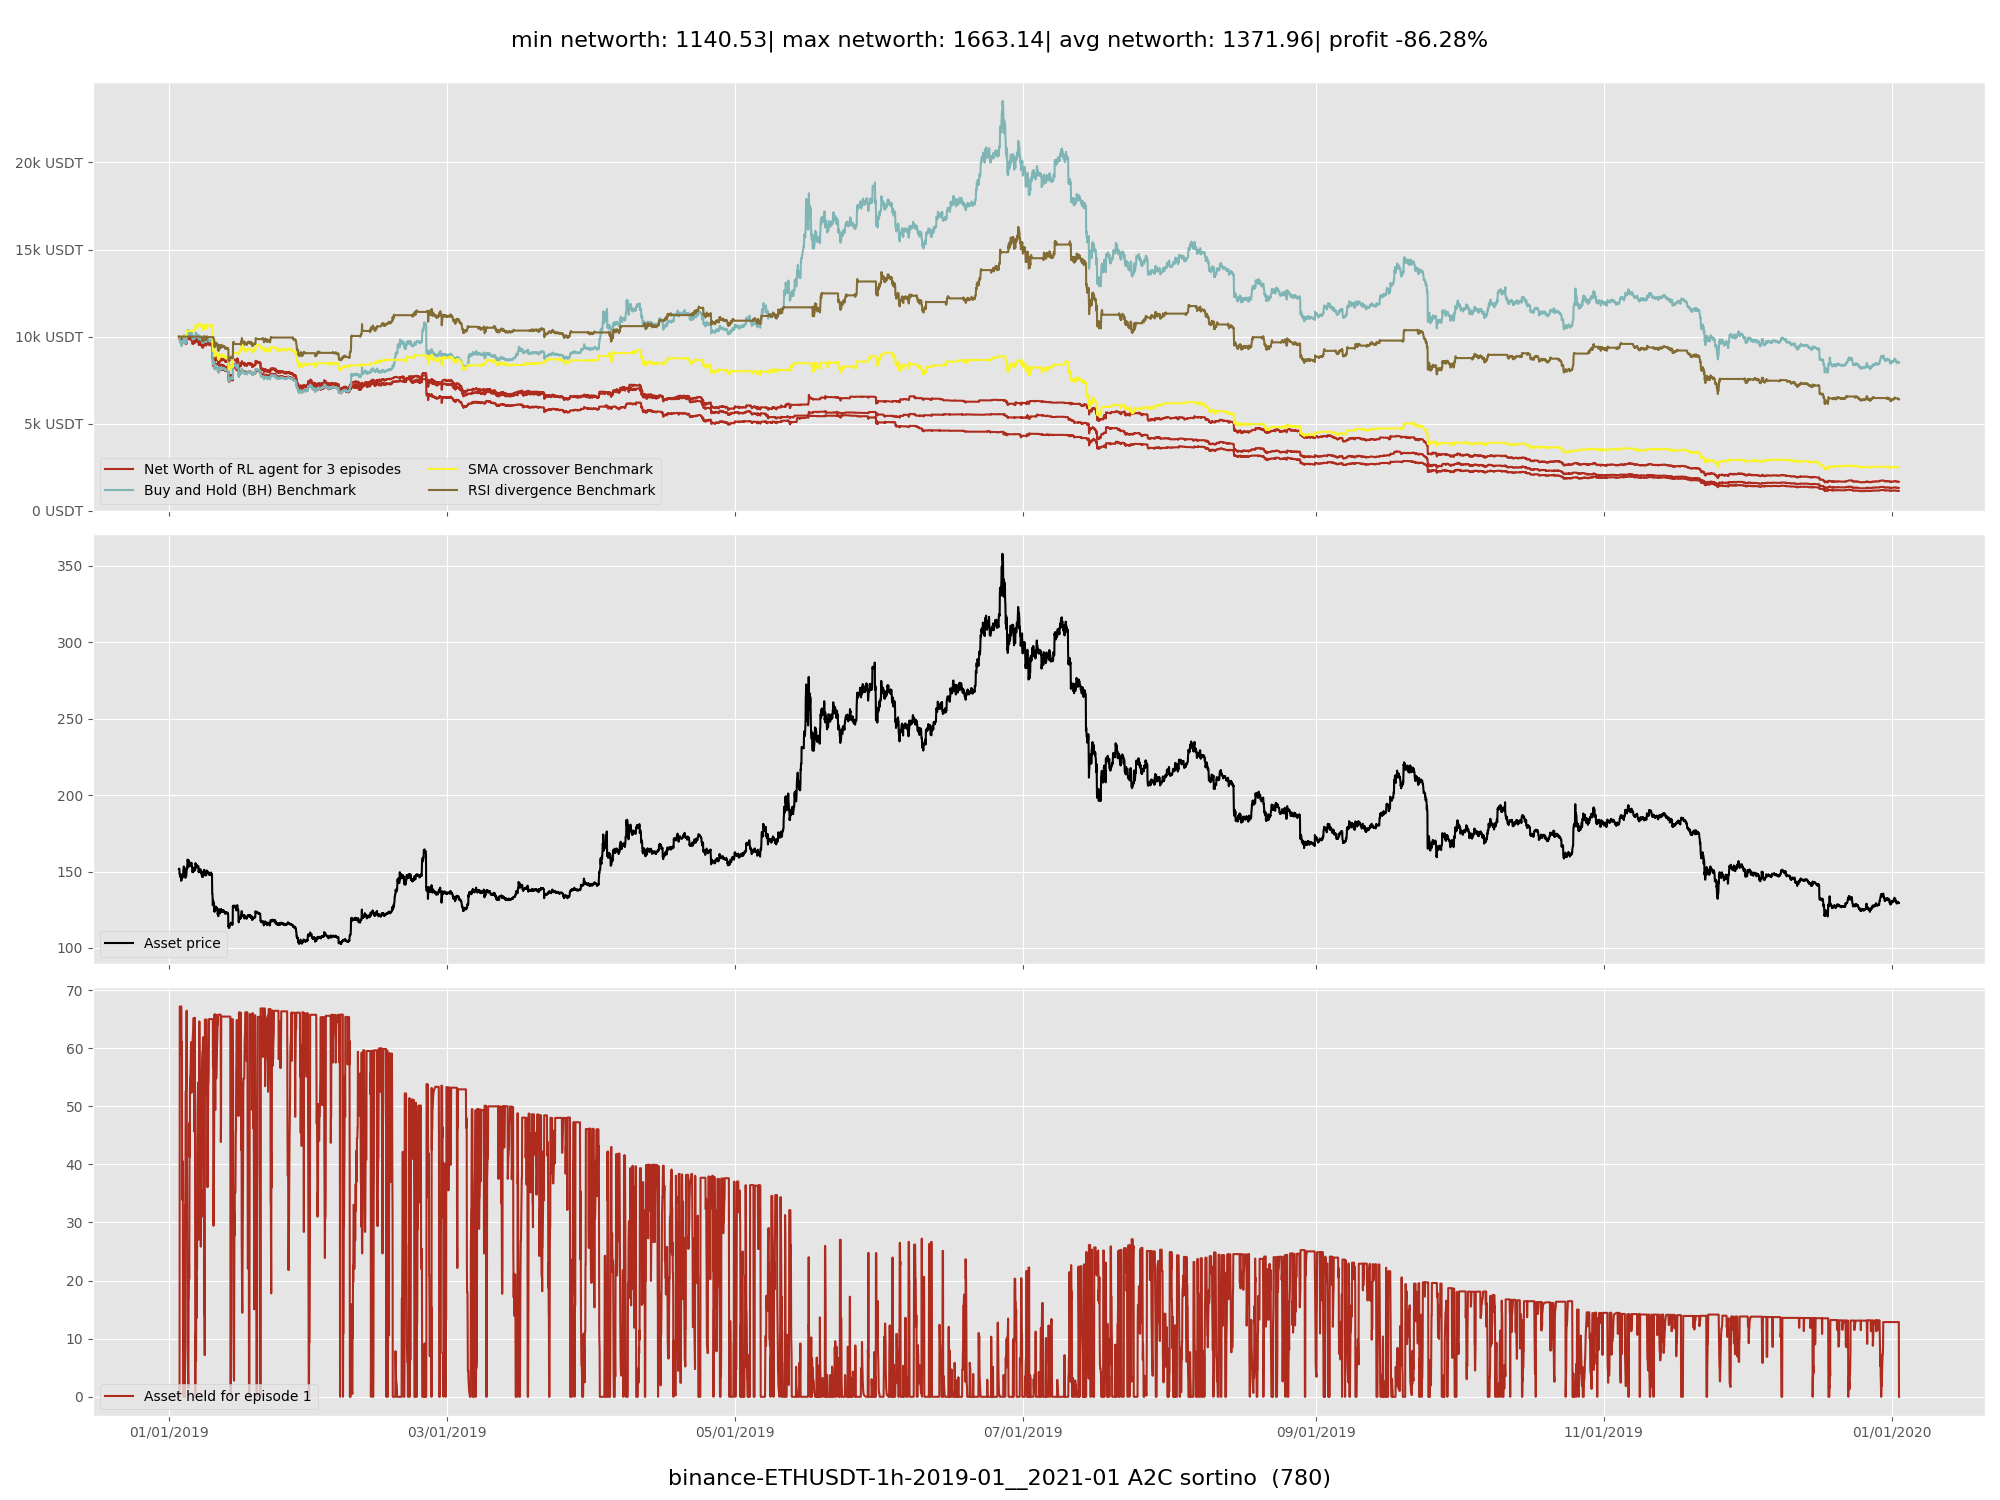 min networth: 1140.53| max networth: 1663.14| avg networth: 1371.96| profit -86.28%
20k USDT
15k USDT
10k USDT
5k USDT
0 USDT
Net Worth of RL agent for 3 episodes
Buy and Hold (BH) Benchmark
SMA crossover Benchmark
RSI divergence Benchmark
350
300
250
200
150
100
Asset price
70
60
50
40
30
20
10
0
Asset held for episode 1
01/01/2019 03/01/2019 05/01/2019 07/01/2019 09/01/2019 11/01/2019 01/01/2020
binance-ETHUSDT-1h-2019-01__2021-01 A2C sortino (780)